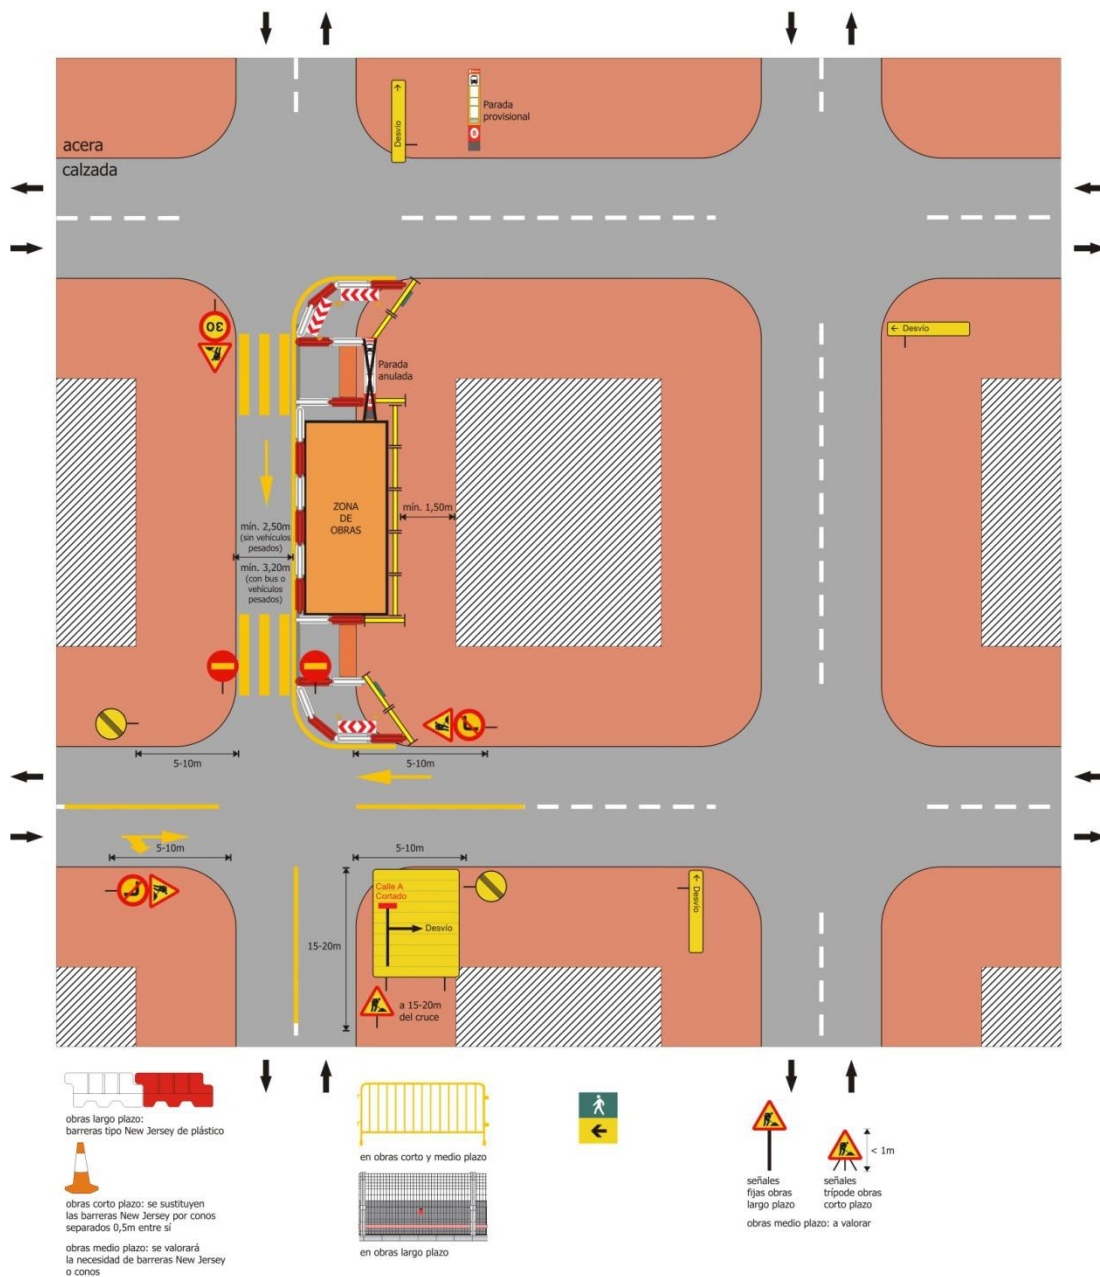 Desvío
Parada
provisional
8
acera
calzada
30
Desvío
Parada
anulada
ZONA
DE
OBRAS
mín. 1,50m
mín. 2,50m
(sin vehículos
pesados)
mín. 3,20m
(con bus o
vehículos
pesados)
5-10m
5-10m
5-10m
5-10m
Calle A
Cortado
Desvío
Desvío
15-20m
a 15-20m
del cruce
obras largo plazo:
barreras tipo New Jersey de plástico
obras corto plazo: se sustituyen
las barreras New Jersey por conos
separados 0,5m entre sí
obras medio plazo: se valorará
la necesidad de barreras New Jersey
o conos
en obras corto y medio plazo
en obras largo plazo
señales
fijas obras
largo plazo
< 1m
señales
trípode obras
corto plazo
obras medio plazo: a valorar